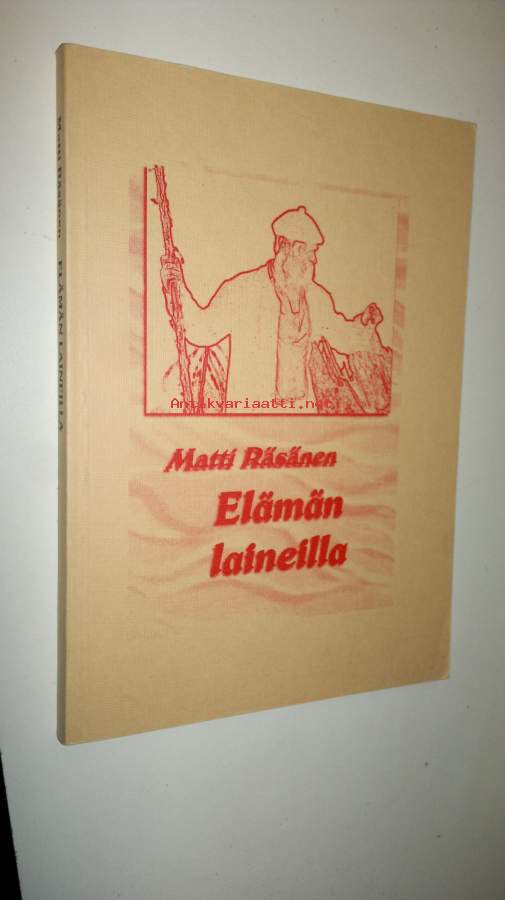 Matti Räsänen ELÄMÄN LAINEILLA
Antikvariaatti.net
Matti Räsänen
Elämän
laineilla